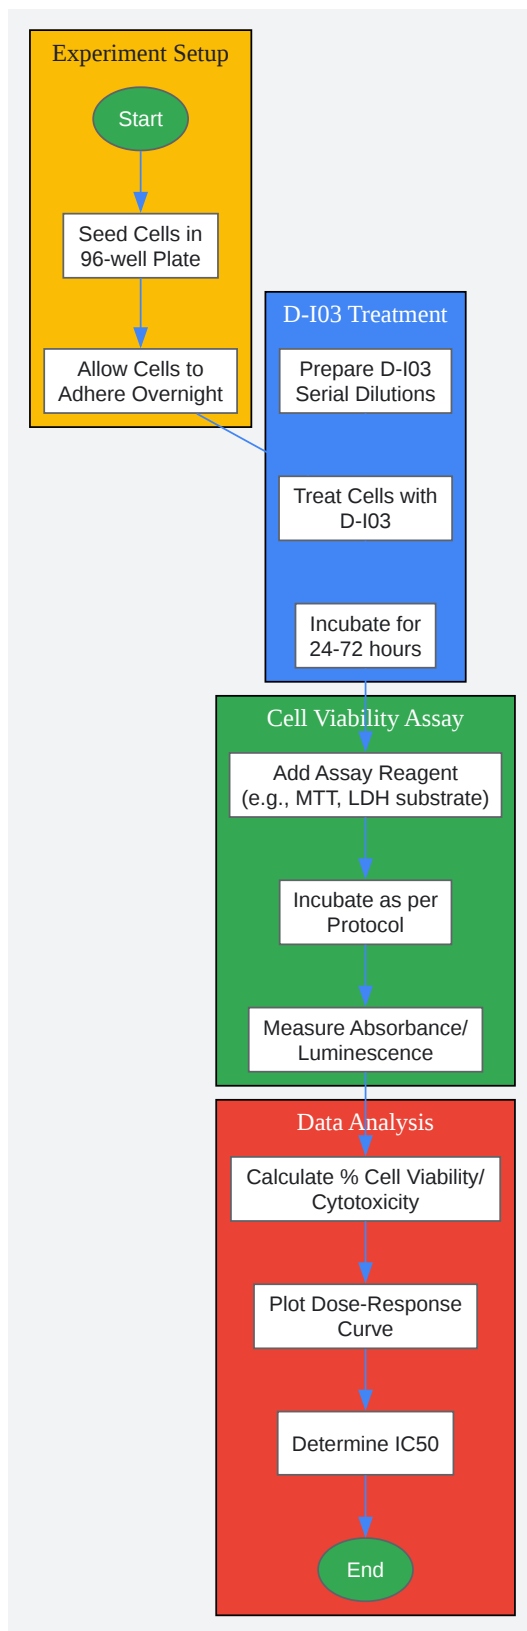 Experiment Setup
Start
Seed Cells in
96-well Plate
Allow Cells to
Adhere Overnight
D-I03 Treatment
Prepare D-I03
Serial Dilutions
Treat Cells with
D-I03
Incubate for
24-72 hours
Cell Viability Assay
Add Assay Reagent
(e.g., MTT, LDH substrate)
Incubate as per
Protocol
Measure Absorbance/
Luminescence
Data Analysis
Calculate % Cell Viability/
Cytotoxicity
Plot Dose-Response
Curve
Determine IC50
End